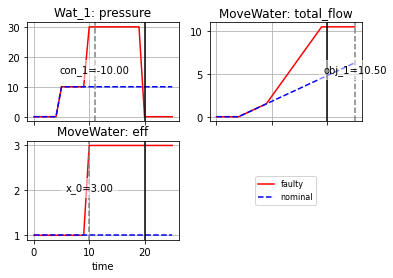 Wat_1: pressure
MoveWater: total_flow
30
20
10
0
con_1=-10.00
10
5
0
obj_1=10.50
MoveWater: eff
3
2
1
x_0=3.00
0
10
20
time
faulty
nominal